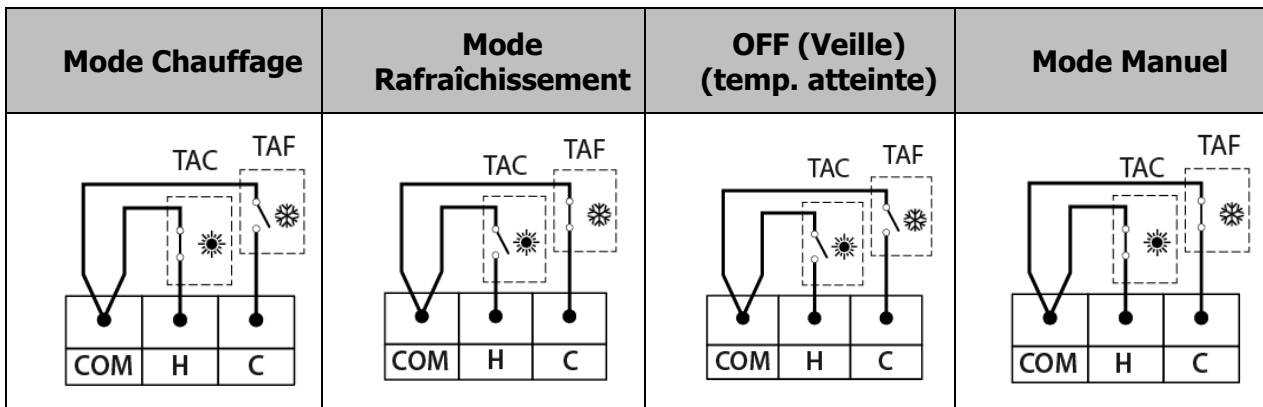 Mode Chauffage
Mode
Rafraîchissement
OFF (Veille)
(temp. atteinte)
Mode Manuel
TAC TAF
COM H C
TAC TAF
COM H C
TAC TAF
COM H C
TAC TAF
COM H C